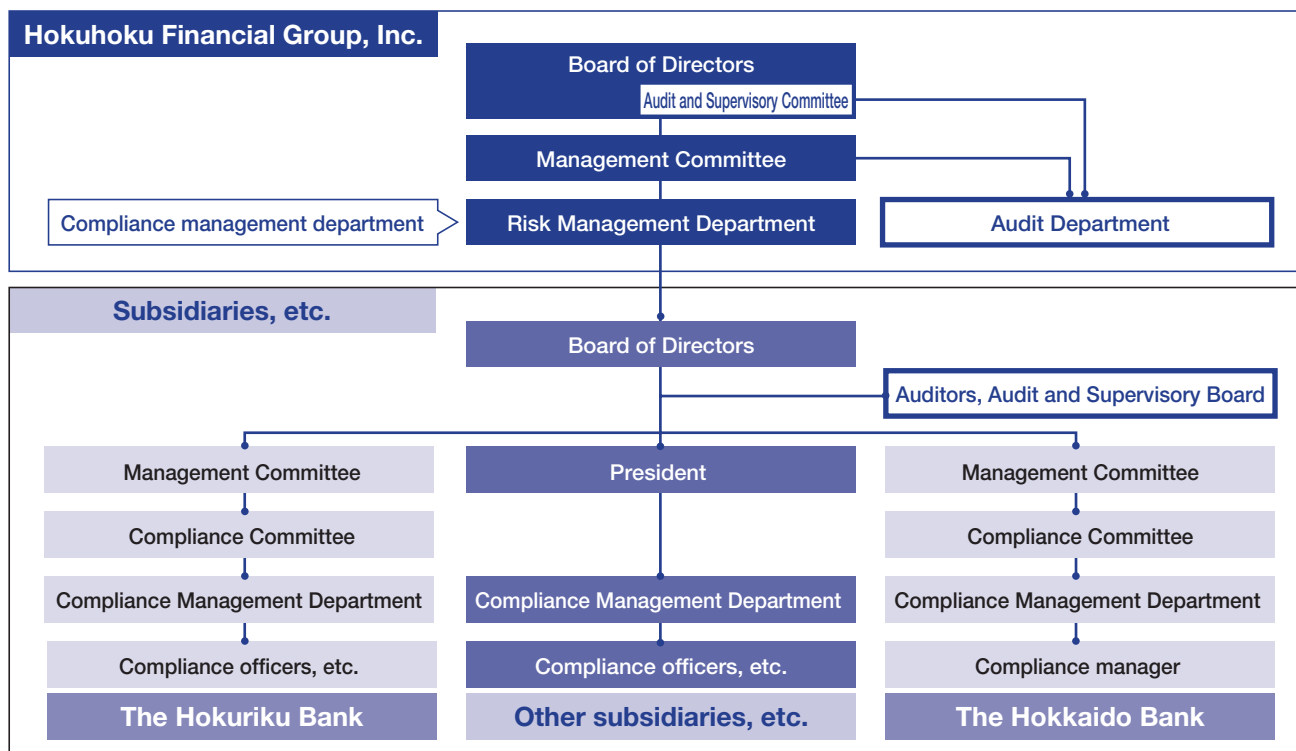 Hokuhoku Financial Group, Inc.
Board of Directors
Audit and Supervisory Committee
Management Committee
Compliance management department
Risk Management Department
Audit Department
Subsidiaries, etc.
Board of Directors
Auditors, Audit and Supervisory Board
Management Committee
President
Management Committee
Compliance Committee
Compliance Committee
Compliance Management Department
Compliance Management Department
Compliance Management Department
Compliance officers, etc.
Compliance officers, etc.
Compliance manager
The Hokuriku Bank
Other subsidiaries, etc.
The Hokkaido Bank